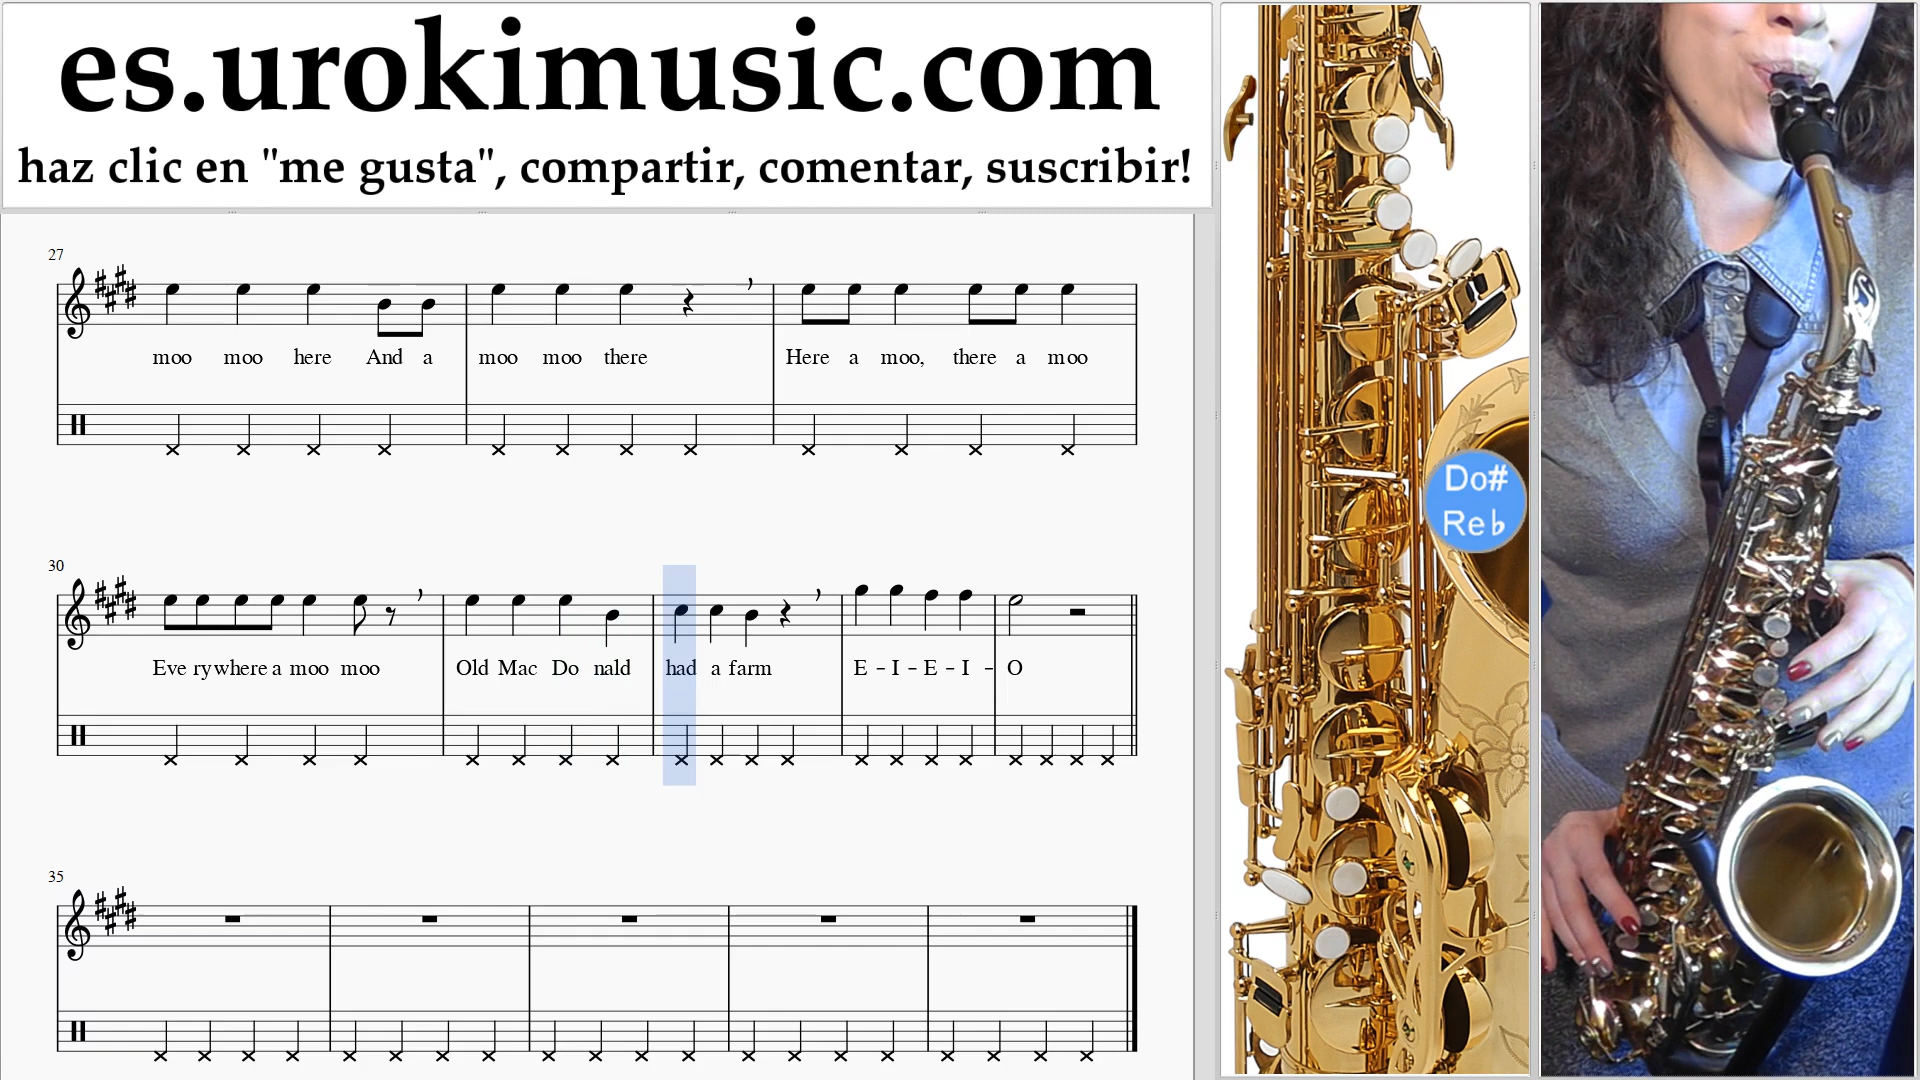 es.urokimusic.com
haz clic en "me gusta", compartir, comentar, suscribir!
27
moo moo here And a moo moo there Here a moo, there a moo
30
Eve ry where a moo moo Old Mac Do nald had a farm E - I - E - I - O
35
Do#
Re♭